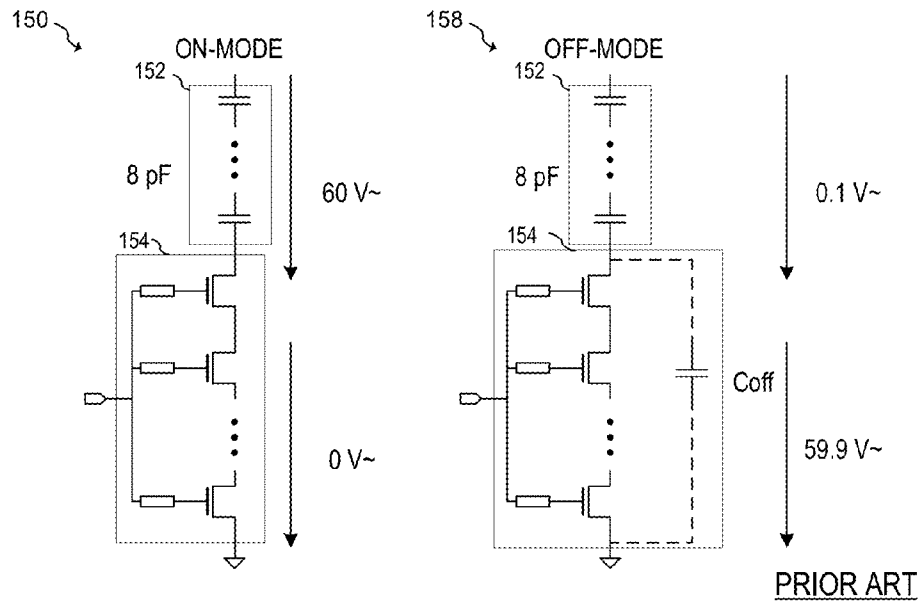 150
ON-MODE
152
8 pF
60 V~
154
0 V~
158
OFF-MODE
152
8 pF
0.1 V~
154
Coff
59.9 V~
PRIOR ART